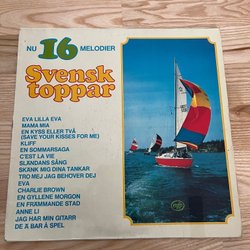 NU 16 MELODIER
Svensk
toppar
EVA LILLA EVA
MAMA MIA
EN KYSS ELLER TVÅ
(SAVE YOUR KISSES FOR ME)
KLIFF
EN SOMMARSAGA
C'EST LA VIE
SLÄNDANS SÅNG
SKÄNK MIG DINA TANKAR
TRO MEJ JAG BEHÖVER DEJ
EVA
CHARLIE BROWN
EN GYLLENE MORGON
EN FRÄMMANDE STAD
ANNE LI
JAG HAR MIN GITARR
DE Ä BAR Å SPEL
mfp